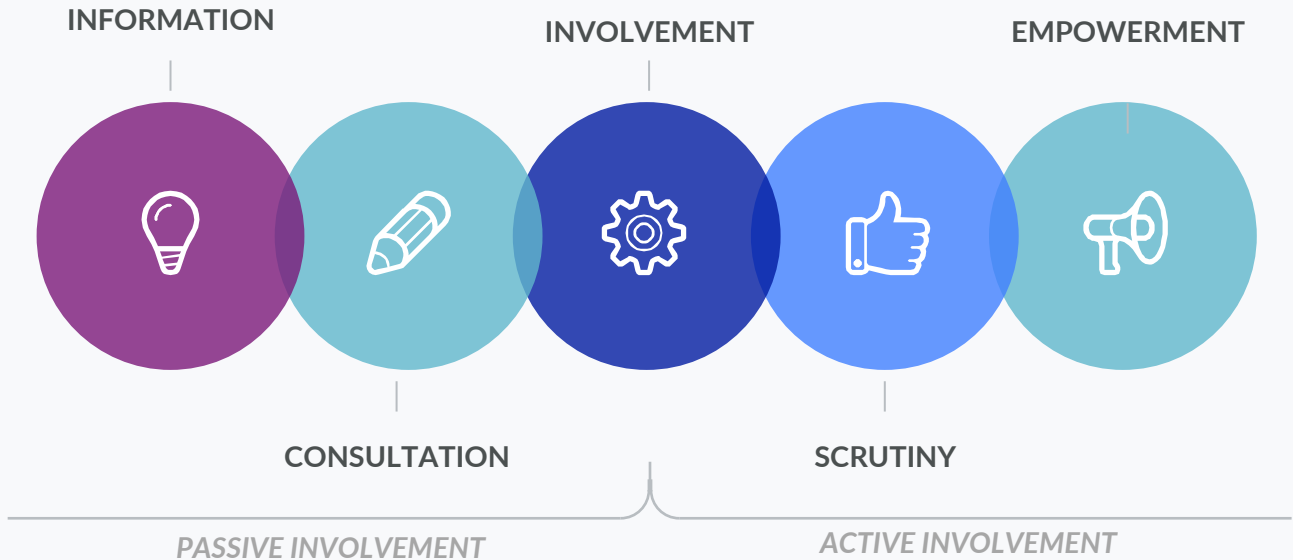 INFORMATION
INVOLVEMENT
EMPOWERMENT
CONSULTATION
SCRUTINY
PASSIVE INVOLVEMENT
ACTIVE INVOLVEMENT